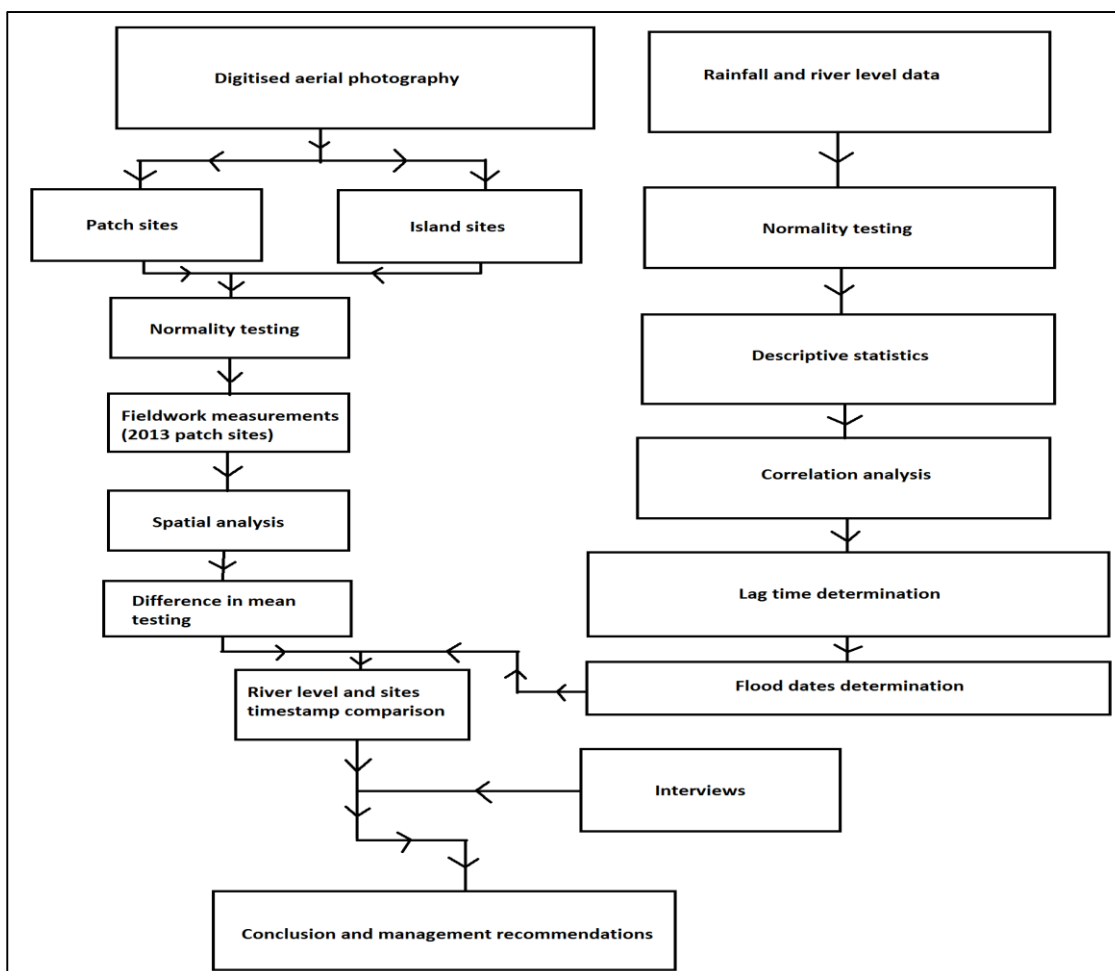 Digitised aerial photography
Rainfall and river level data
Patch sites
Island sites
Normality testing
Normality testing
Fieldwork measurements
(2013 patch sites)
Descriptive statistics
Spatial analysis
Correlation analysis
Difference in mean
testing
Lag time determination
River level and sites
timestamp comparison
Flood dates determination
Interviews
Conclusion and management recommendations